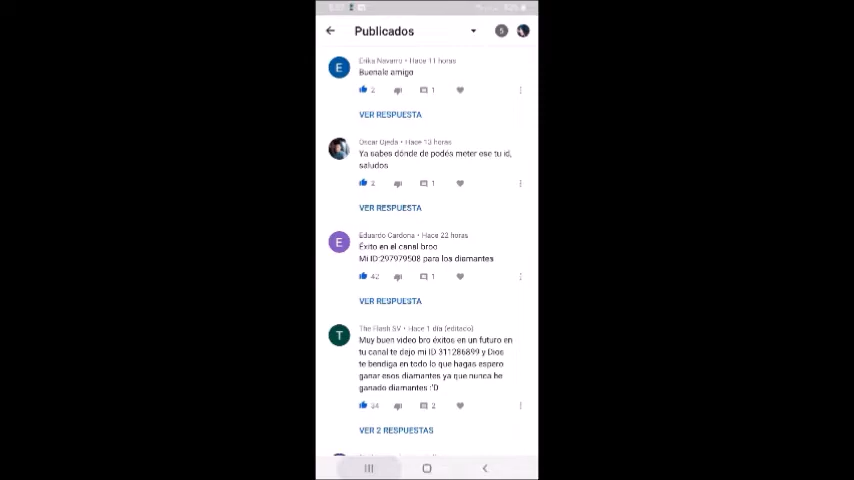 Publicados
5
E
Erika Navarro • Hace 11 horas
Buenale amigo
2
1
VER RESPUESTA
Oscar Ojeda • Hace 13 horas
Ya sabes dónde de podés meter ese tu id,
saludos
2
1
VER RESPUESTA
E
Eduardo Cardona • Hace 22 horas
Éxito en el canal broo
Mi ID:297979508 para los diamantes
42
1
VER RESPUESTA
T
The Flash SV • Hace 1 día (editado)
Muy buen video bro éxitos en un futuro en
tu canal te dejo mi ID 311286899 y Dios
te bendiga en todo lo que hagas espero
ganar esos diamantes ya que nunca he
ganado diamantes :'D
34
2
VER 2 RESPUESTAS